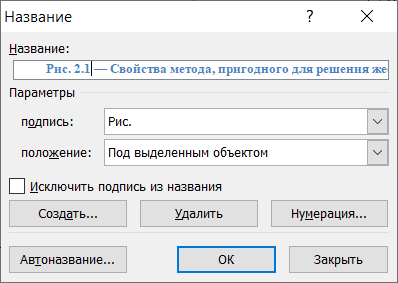 Название
? ×
Название:
Рис. 2.1 — Свойства метода, пригодного для решения же
Параметры
подпись: Рис.
положение: Под выделенным объектом
Исключить подпись из названия
Создать... Удалить Нумерация...
Автоназвание... ОК Закрыть